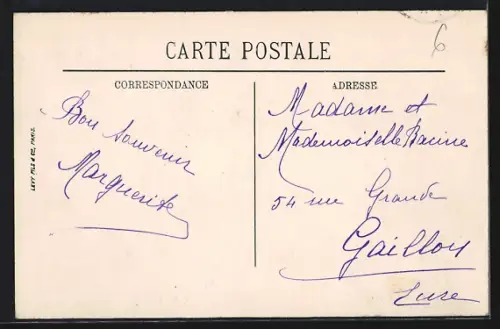 6
CARTE POSTALE
CORRESPONDANCE
ADRESSE
LEVY FILS & CIE, PARIS.
Bon souvenir
Marguerite
Madame et
Mademoiselle Racine
54 rue Grande
Gaillon
Eure